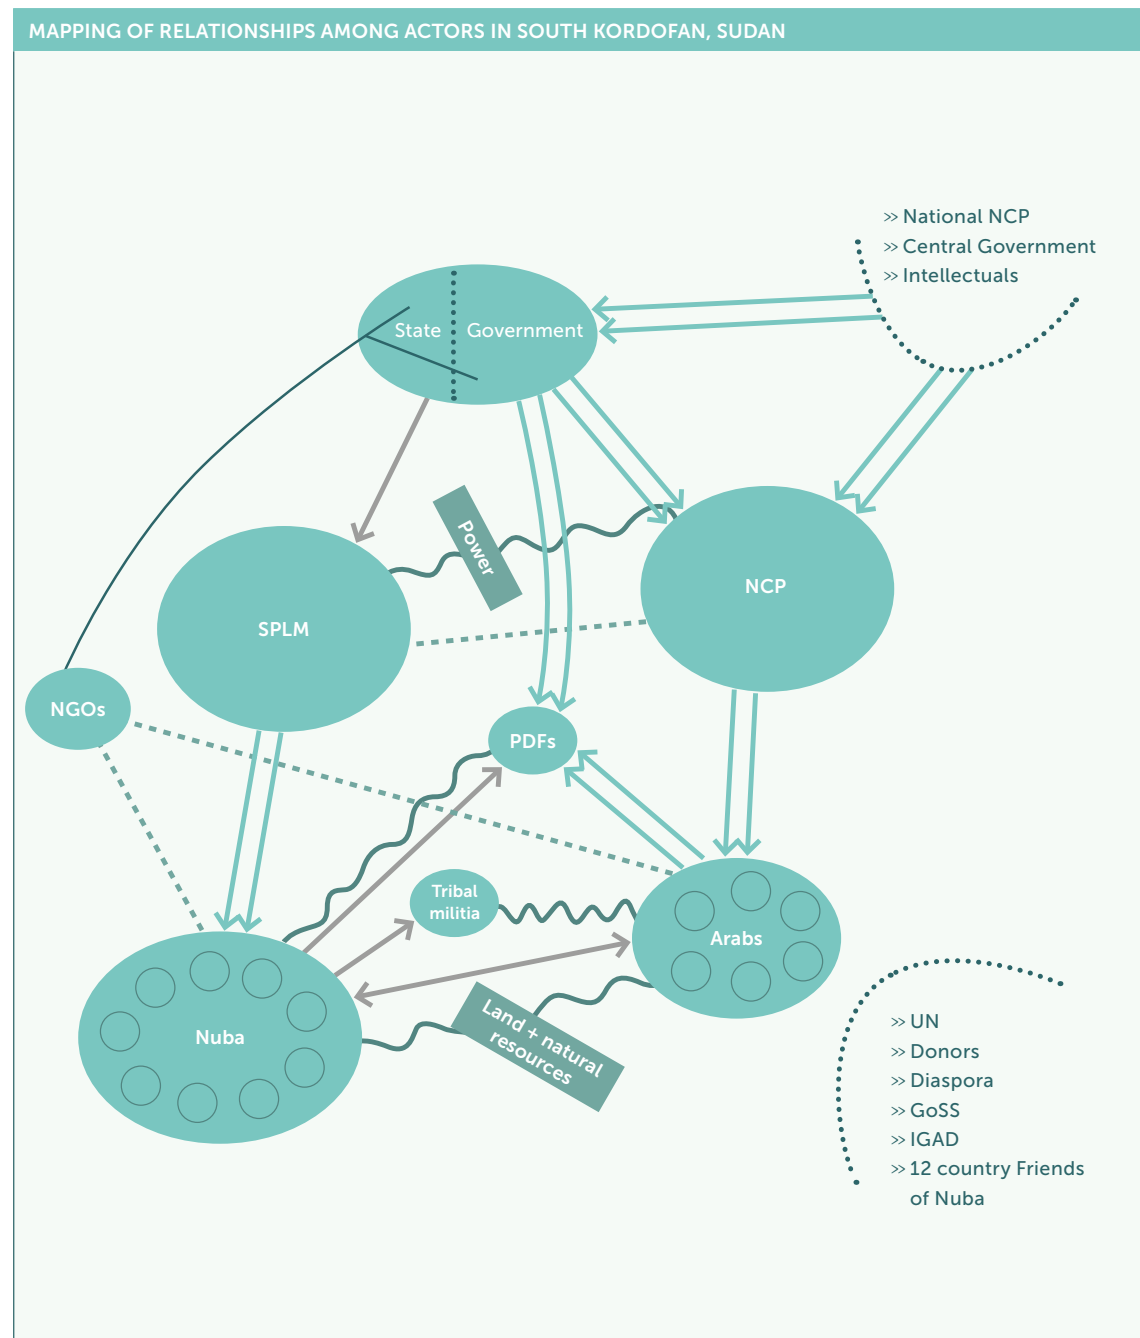 MAPPING OF RELATIONSHIPS AMONG ACTORS IN SOUTH KORDOFAN, SUDAN
>> National NCP
>> Central Government
>> Intellectuals
State Government
Power
NCP
SPLM
NGOs
PDFs
Tribal
militia
Arabs
Nuba
Land + natural
resources
>> UN
>> Donors
>> Diaspora
>> GoSS
>> IGAD
>> 12 country Friends
of Nuba